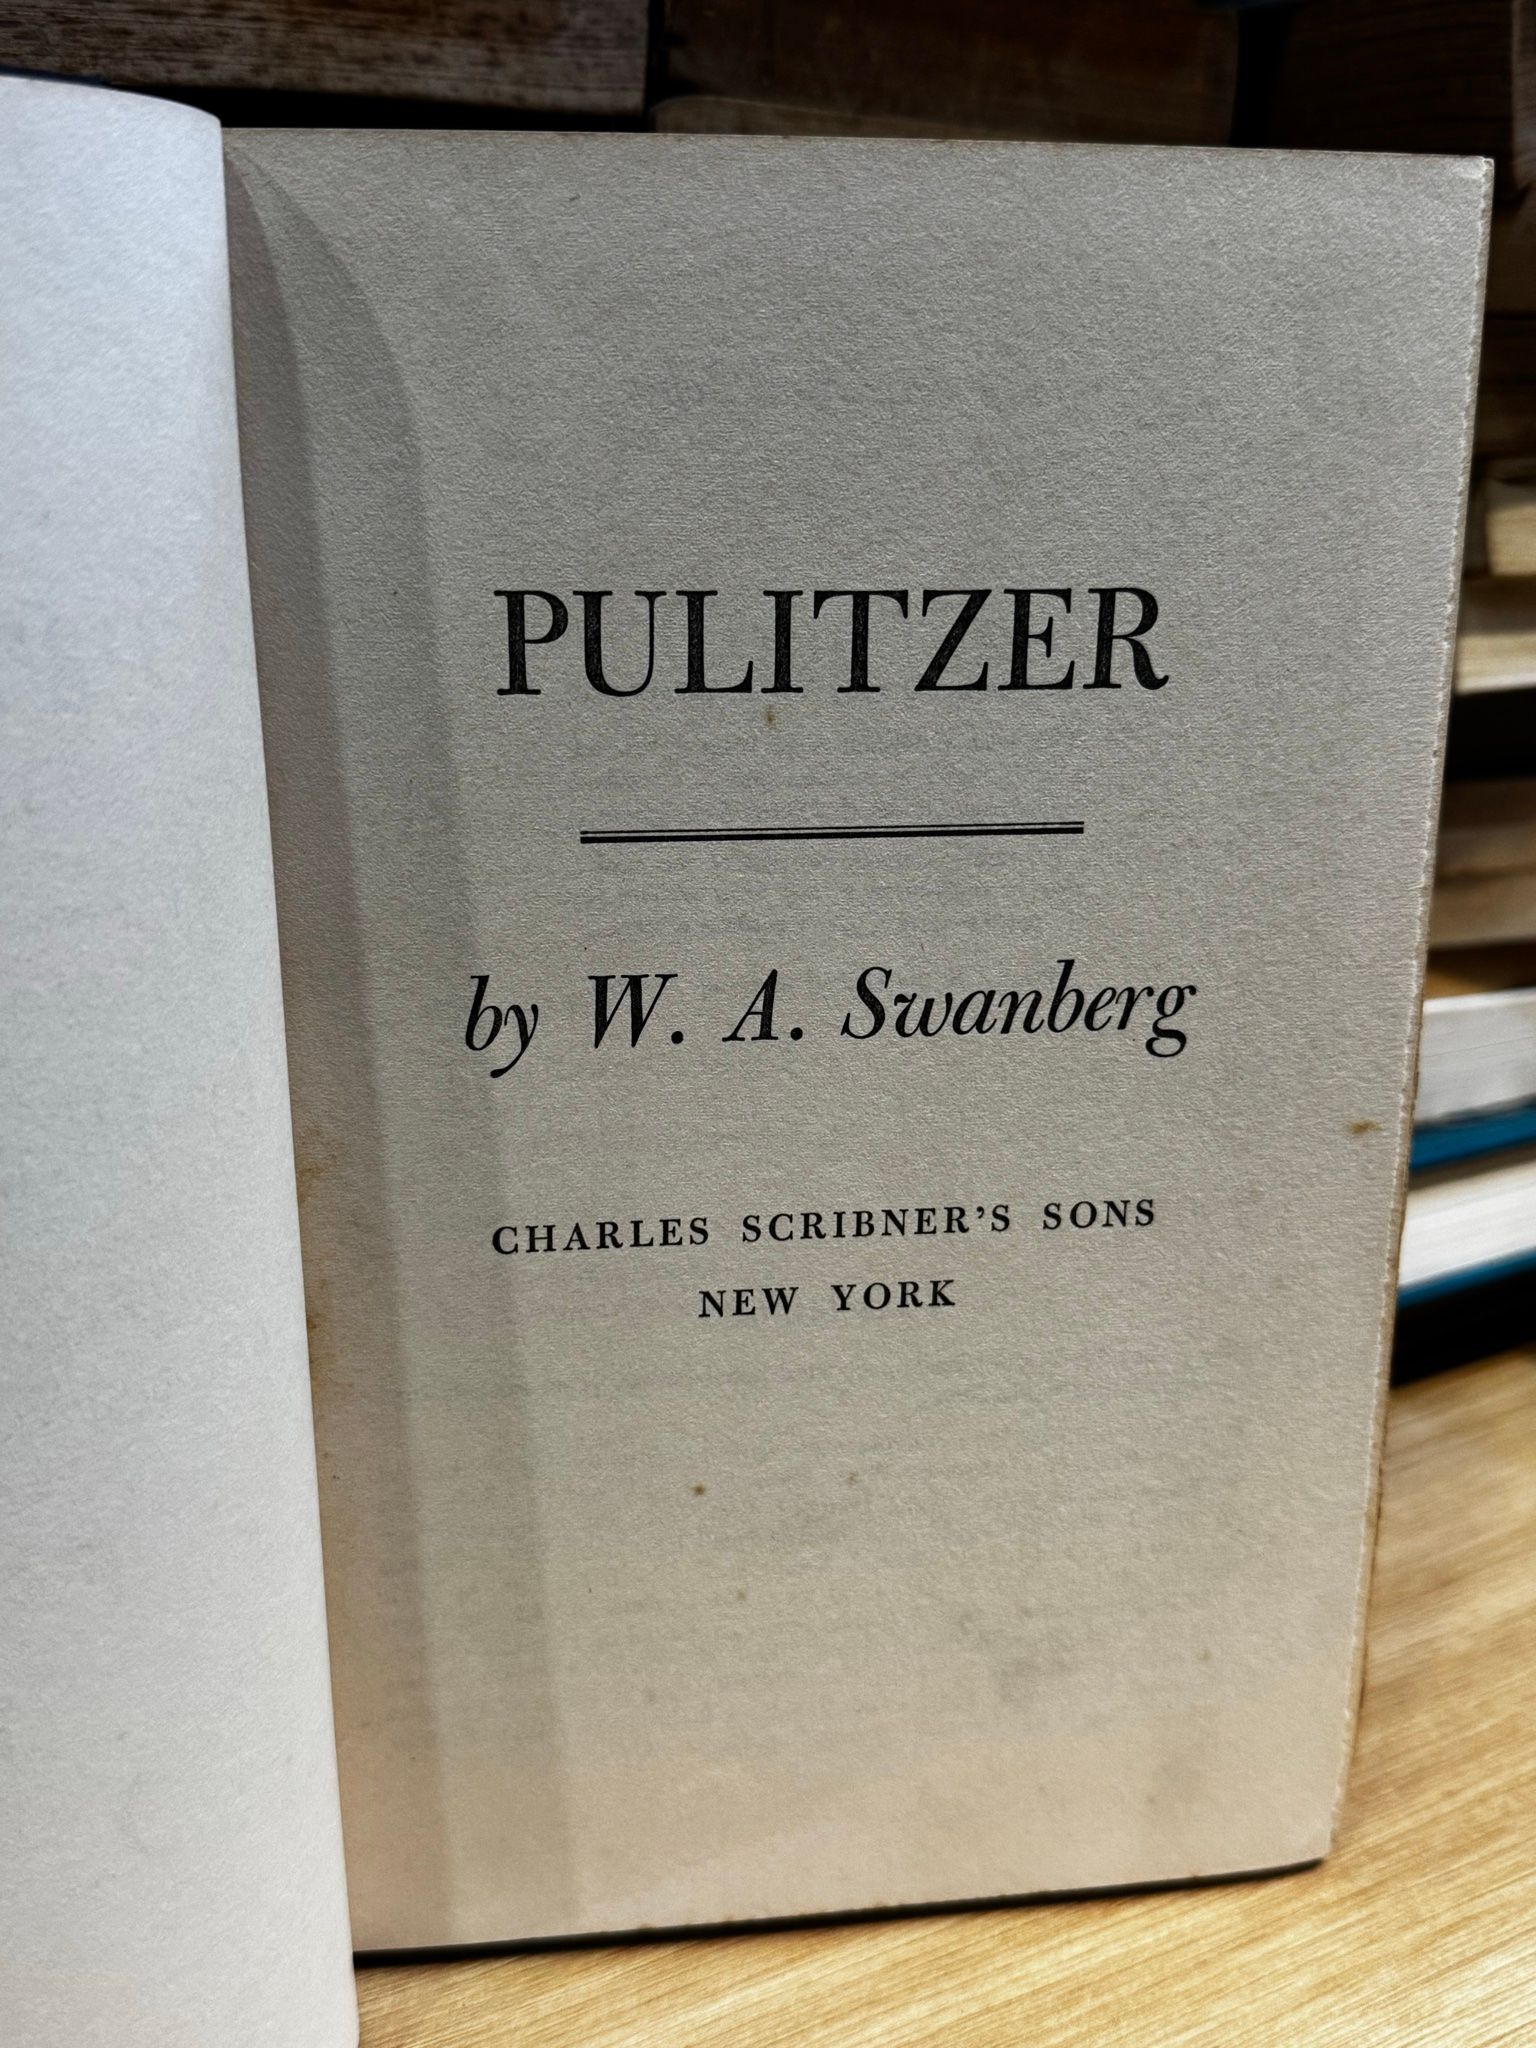 PULITZER
by W. A. Swanberg
CHARLES SCRIBNER’S SONS
NEW YORK